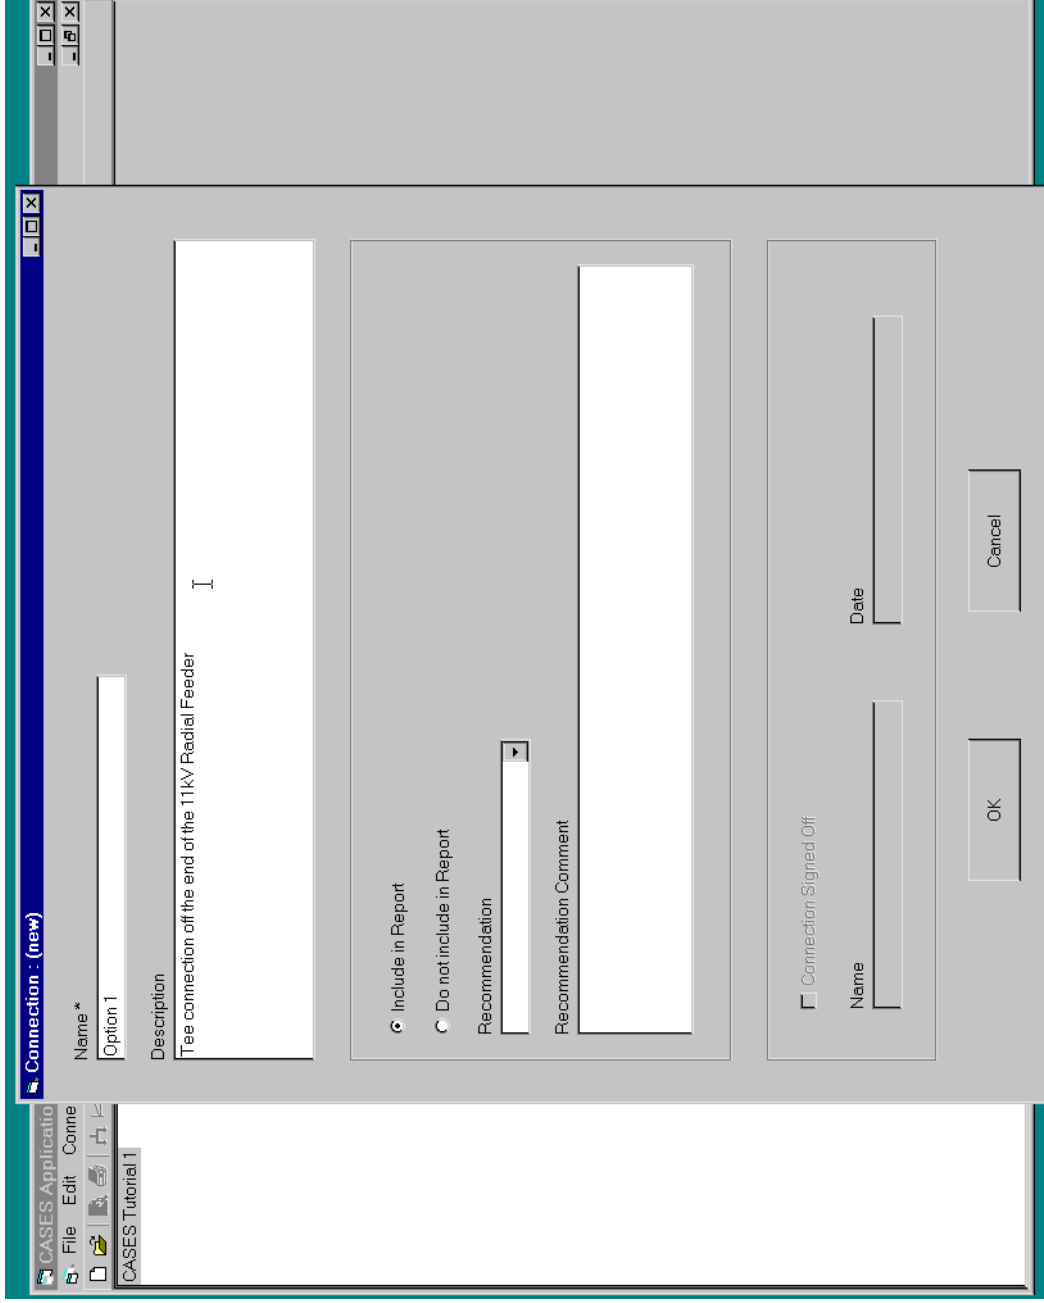 CASES Applicatio
File Edit Conne
CASES Tutorial 1
Connection : (new)
Name *
Option 1
Description
Tee connection off the end of the 11kV Radial Feeder
Include in Report
Do not include in Report
Recommendation
Recommendation Comment
Connection Signed Off
Name
Date
OK
Cancel